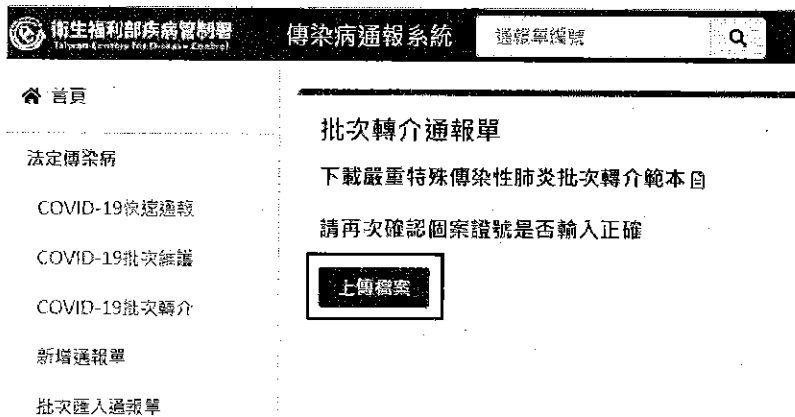 衛生福利部疾病管制署
Taiwan Centers for Disease Control
傳染病通報系統
通報單編號
首頁
法定傳染病
COVID-19快速通報
COVID-19批次維護
COVID-19批次轉介
新增通報單
批次匯入通報單
批次轉介通報單
下載嚴重特殊傳染性肺炎批次轉介範本
請再次確認個案證號是否輸入正確
上傳檔案